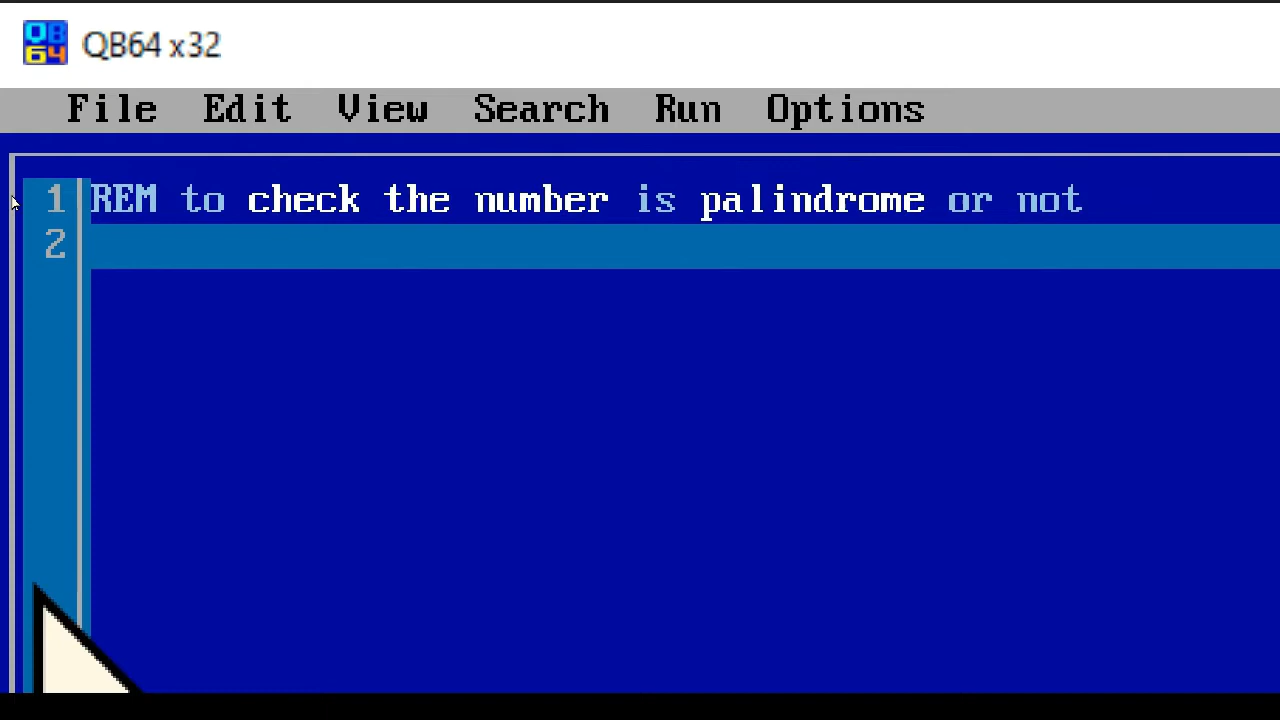 QB64 x32
File Edit View Search Run Options
1 REM to check the number is palindrome or not
2